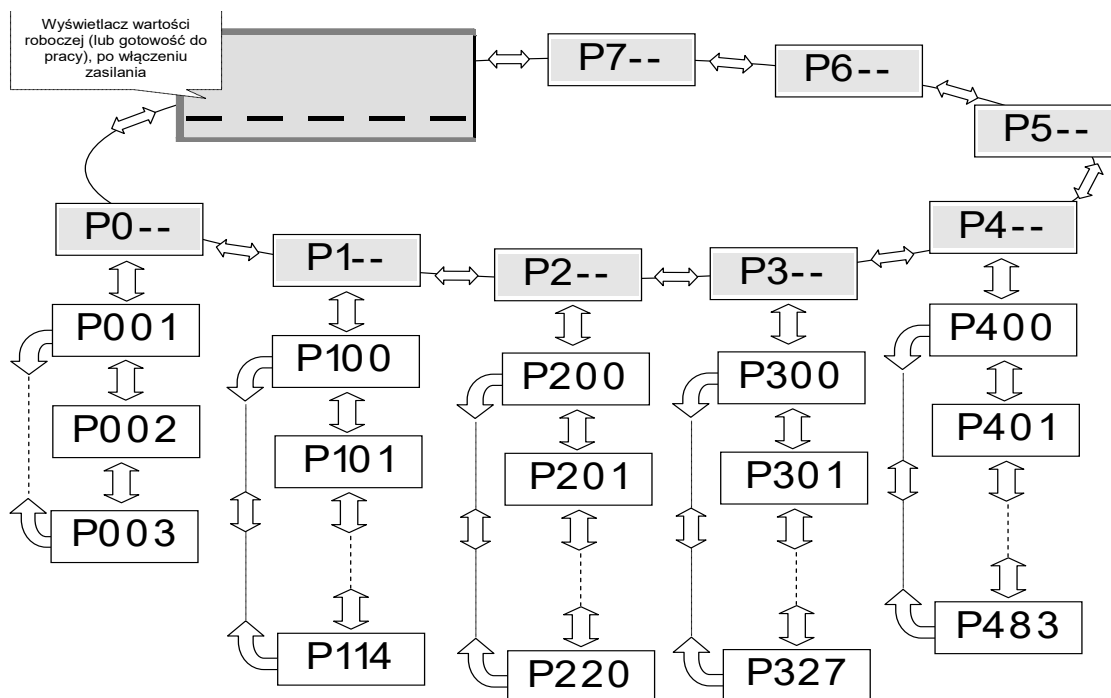 Wyświetlacz wartości
roboczej (lub gotowość do
pracy), po włączeniu
zasilania
P7--
P6--
P5--
P0--
P1--
P2--
P3--
P4--
P001
P002
P003
P100
P101
P114
P200
P201
P220
P300
P301
P327
P400
P401
P483